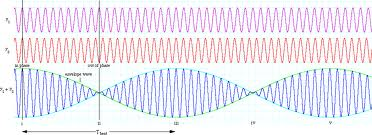 Y₁
Y₂
in phase
out of phase
envelope wave
Y₁ + Y₂
i
ii
iii
iv
v
T beat